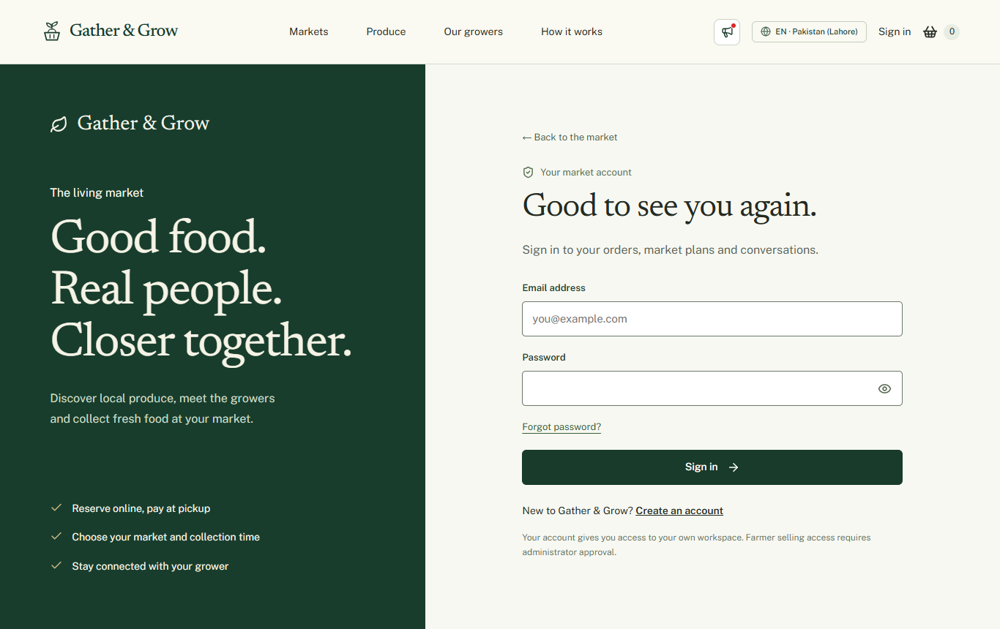 Gather & Grow
Markets
Produce
Our growers
How it works
EN · Pakistan (Lahore)
Sign in
0
Gather & Grow
The living market
Good food.
Real people.
Closer together.
Discover local produce, meet the growers
and collect fresh food at your market.
Reserve online, pay at pickup
Choose your market and collection time
Stay connected with your grower
← Back to the market
Your market account
Good to see you again.
Sign in to your orders, market plans and conversations.
Email address
you@example.com
Password
Forgot password?
Sign in →
New to Gather & Grow? Create an account
Your account gives you access to your own workspace. Farmer selling access requires
administrator approval.